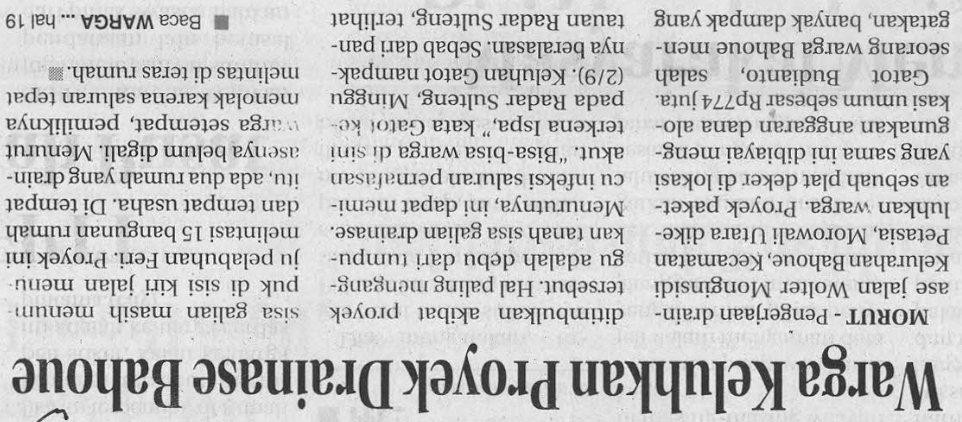 Warga Keluhkan Proyek Drainase Bahoue
MORUT - Pengerjaan drain-
ase jalan Wolter Monginsidi
Kelurahan Bahoue, Kecamatan
Petasia, Morowali Utara dike-
luhkan warga. Proyek paket-
an sebuah plat deker di lokasi
yang sama ini dibiayai meng-
gunakan anggaran dana alo-
kasi umum sebesar Rp774 juta.
Gatot Budianto, Salah
seorang warga Bahoue men-
gatakan, banyak dampak yang
ditimbulkan akibat proyek
tersebut. Hal paling mengang-
gu adalah debu dari tumpu-
kan tanah sisa galian drainase.
Menurutnya, ini dapat memi-
cu infeksi saluran pernafasan
akut. "Bisa-bisa warga di sini
terkena Ispa," kata Gatot ke-
pada Radar Sulteng, Minggu
(2/9). Keluhan Gatot nampak-
nya beralasan. Sebab dari pan-
tauan Radar Sulteng, terlihat
sisa galian masih menum-
puk di sisi kiri jalan menu-
ju pelabuhan Feri. Proyek ini
melintasi 15 bangunan rumah
dan tempat usaha. Di tempat
itu, ada dua rumah yang drain-
asenya belum digali. Menurut
warga setempat, pemiliknya
menolak karena saluran tepat
melintas di teras rumah. ■
■ Baca WARGA ... hal 19